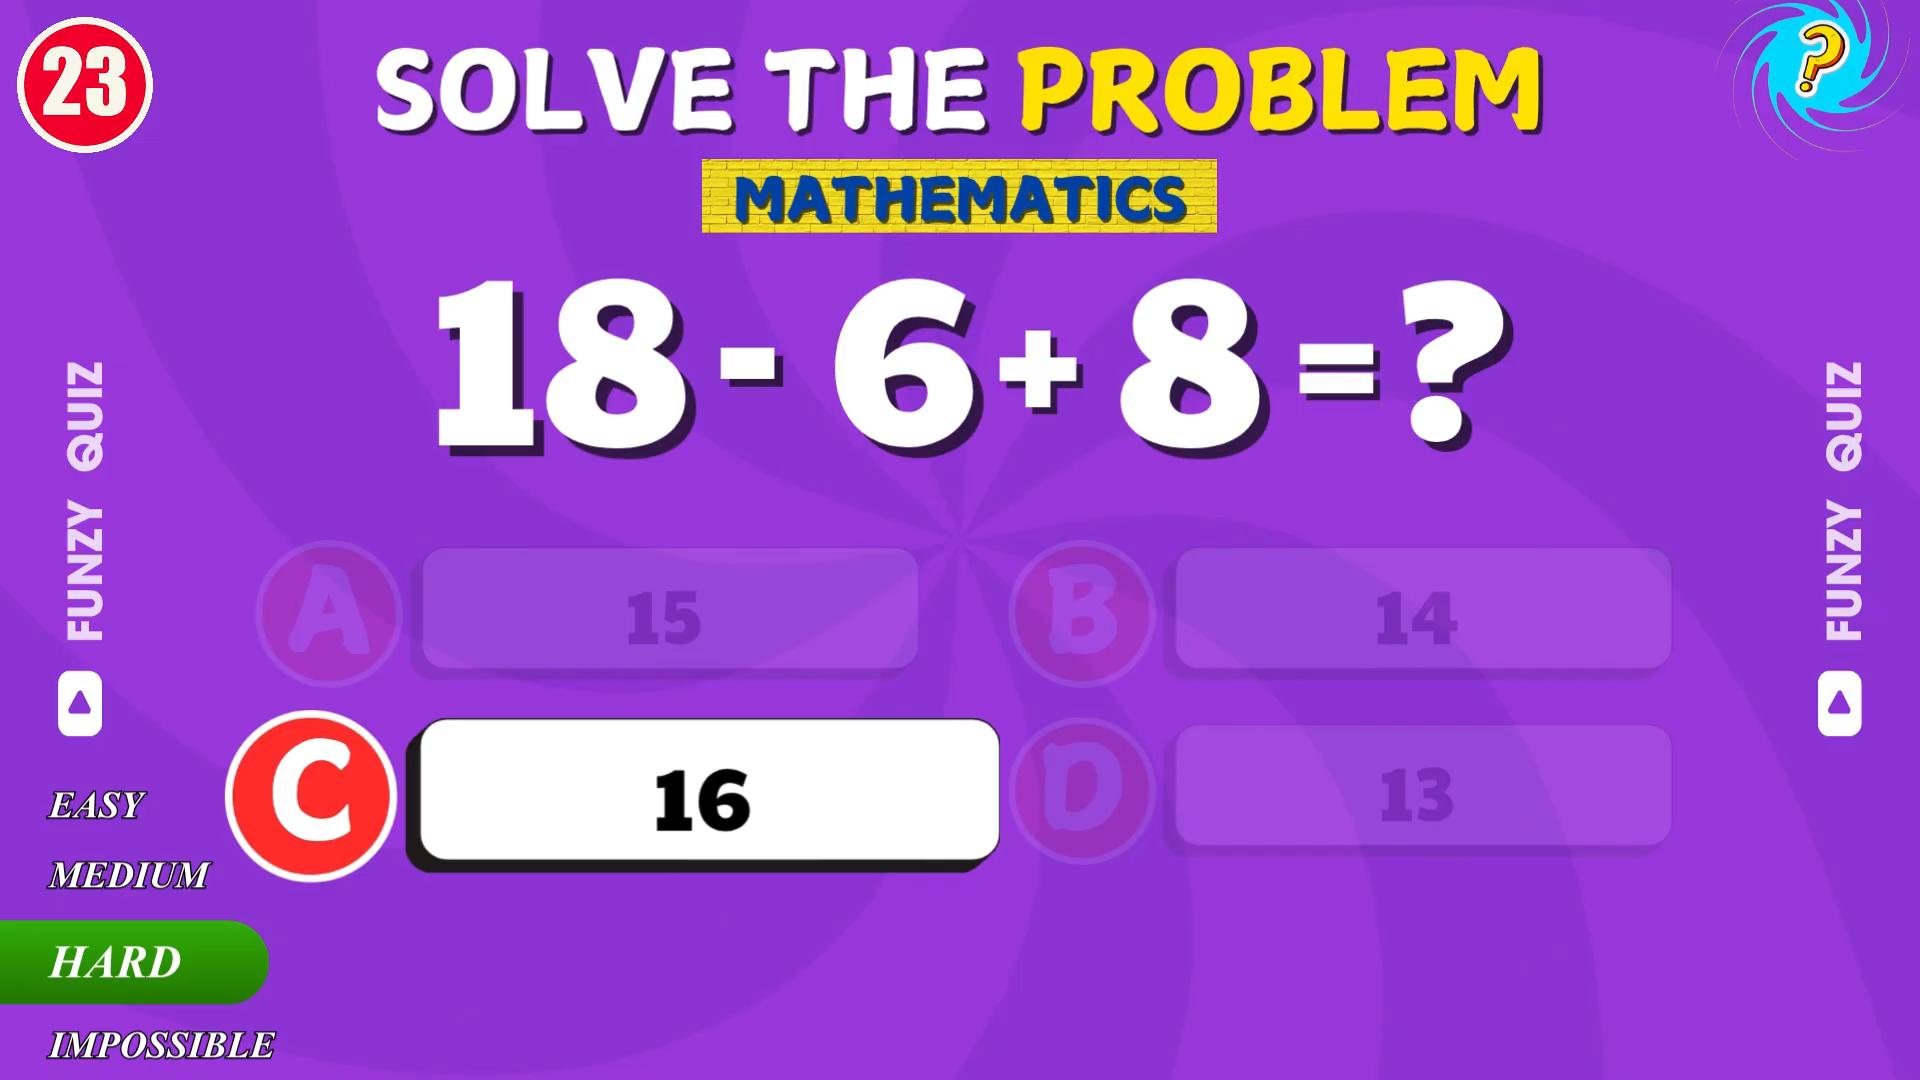 23
SOLVE THE PROBLEM
?
MATHEMATICS
18 - 6 + 8 = ?
A 15
B 14
C 16
D 13
FUNZY QUIZ
FUNZY QUIZ
EASY
MEDIUM
HARD
IMPOSSIBLE